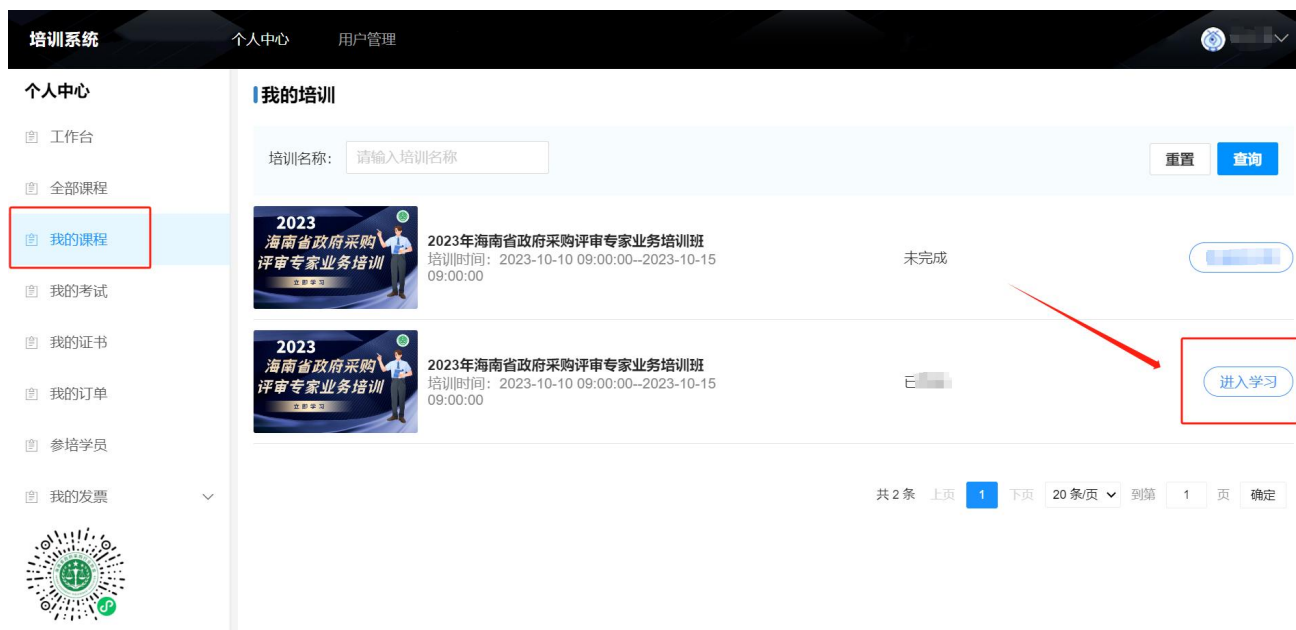 培训系统
个人中心
用户管理
个人中心
工作台
全部课程
我的课程
我的考试
我的证书
我的订单
参培学员
我的发票
我的培训
培训名称：
请输入培训名称
重置
查询
2023
海南省政府采购
评审专家业务培训
立即学习
2023年海南省政府采购评审专家业务培训班
培训时间：2023-10-10 09:00:00--2023-10-15
09:00:00
未完成
2023
海南省政府采购
评审专家业务培训
立即学习
2023年海南省政府采购评审专家业务培训班
培训时间：2023-10-10 09:00:00--2023-10-15
09:00:00
已
进入学习
共 2 条 上页 1 下页 20 条/页 到第 1 页 确定